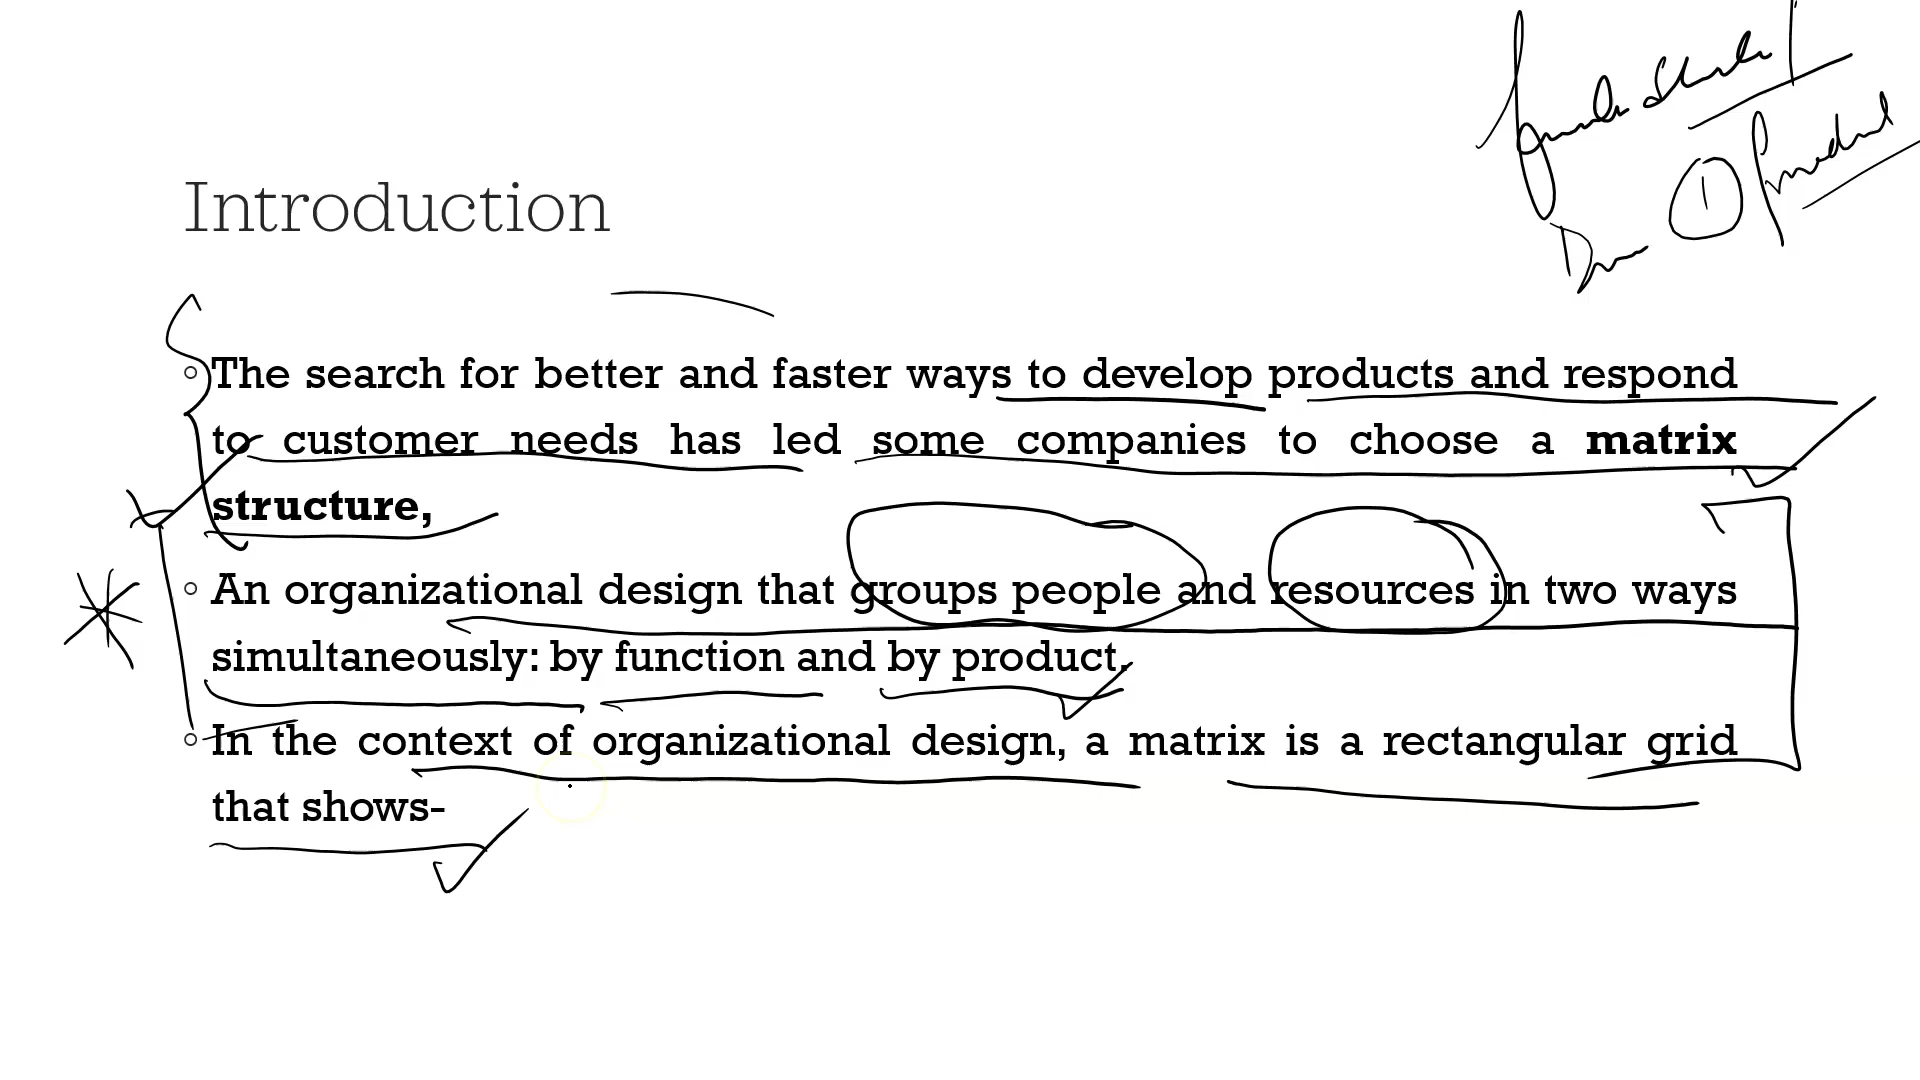 Introduction
The search for better and faster ways to develop products and respond
to customer needs has led some companies to choose a matrix
structure,
An organizational design that groups people and resources in two ways
simultaneously: by function and by product.
In the context of organizational design, a matrix is a rectangular grid
that shows-